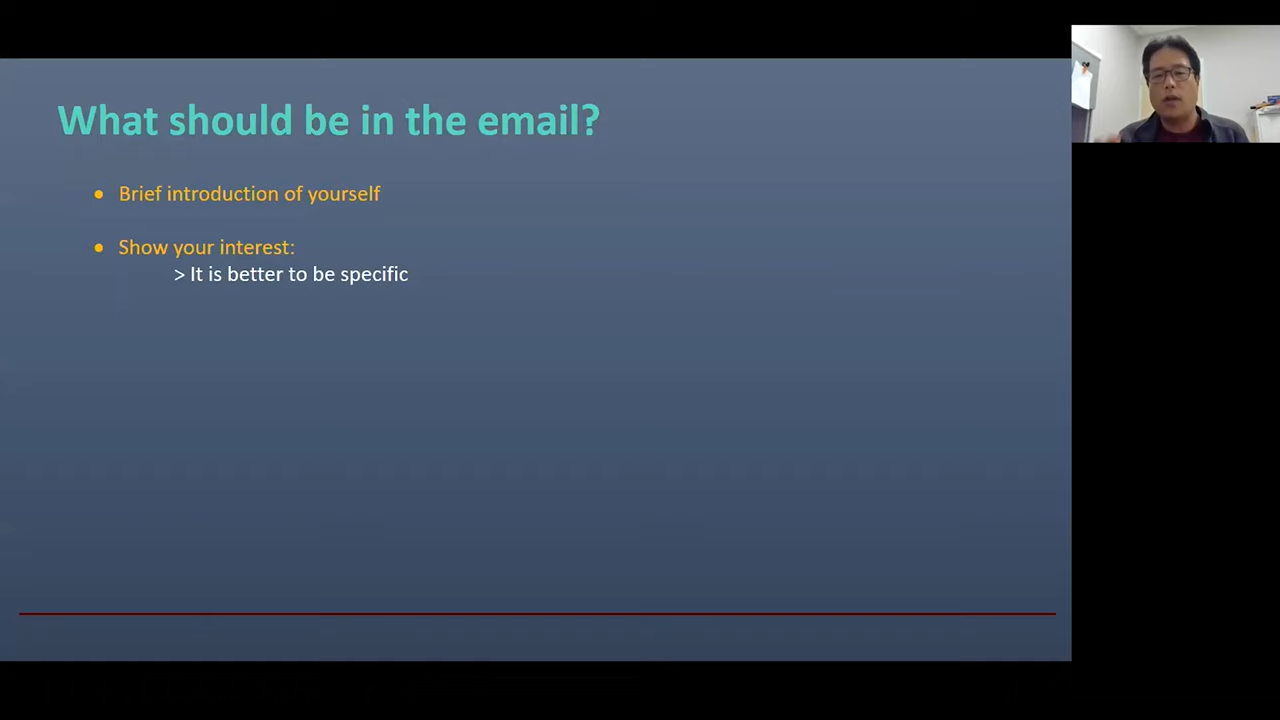 What should be in the email?
● Brief introduction of yourself
● Show your interest:
> It is better to be specific